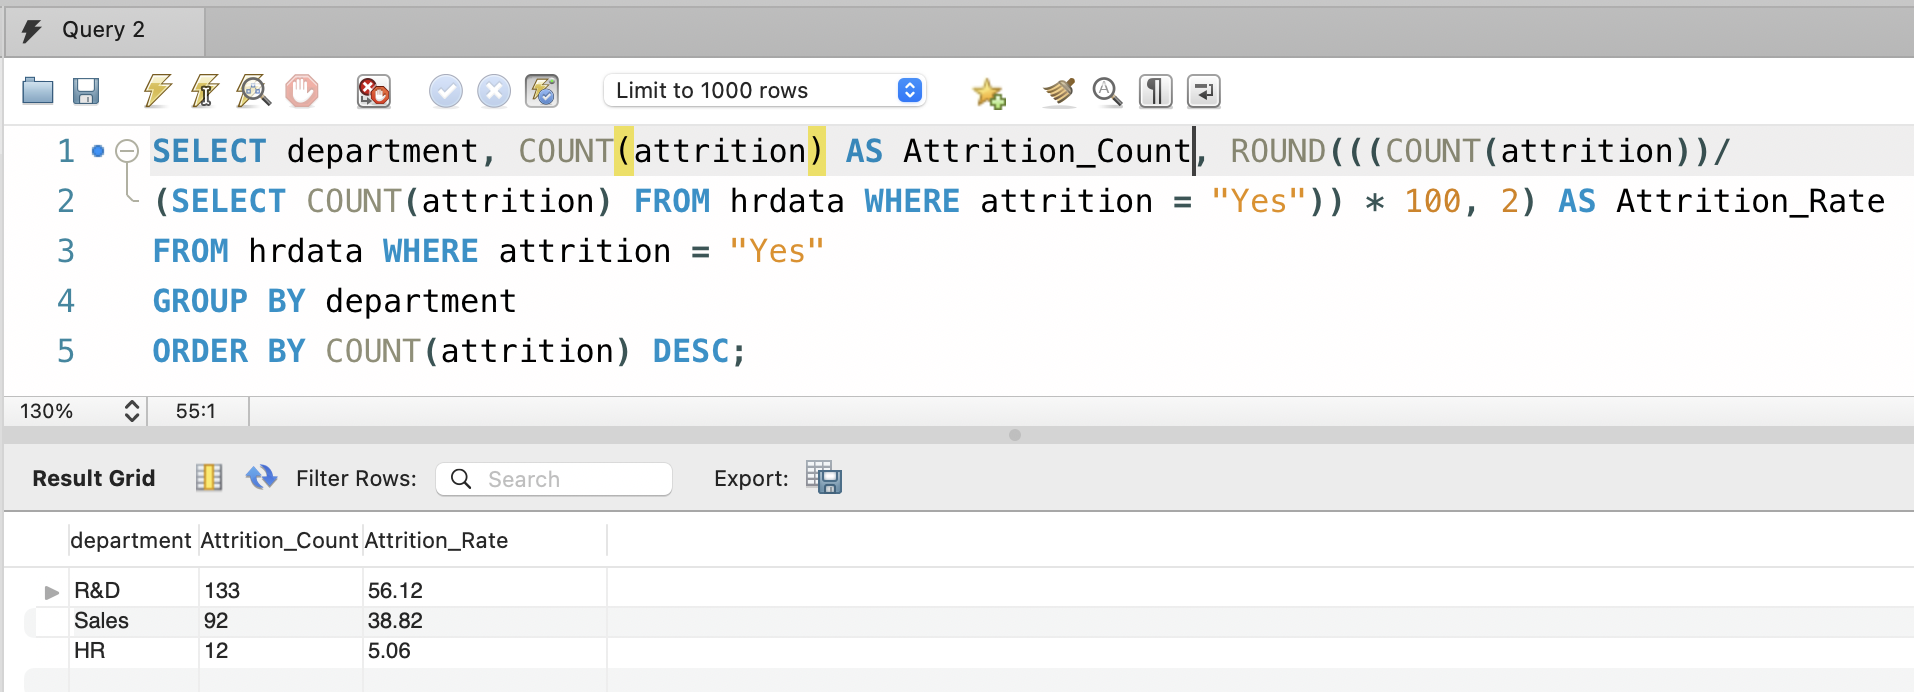 Query 2
Limit to 1000 rows
1 SELECT department, COUNT(attrition) AS Attrition_Count, ROUND(((COUNT(attrition))/
2 (SELECT COUNT(attrition) FROM hrdata WHERE attrition = "Yes")) * 100, 2) AS Attrition_Rate
3 FROM hrdata WHERE attrition = "Yes"
4 GROUP BY department
5 ORDER BY COUNT(attrition) DESC;
130% 55:1
Result Grid Filter Rows: Search Export:
department Attrition_Count Attrition_Rate
R&D 133 56.12
Sales 92 38.82
HR 12 5.06